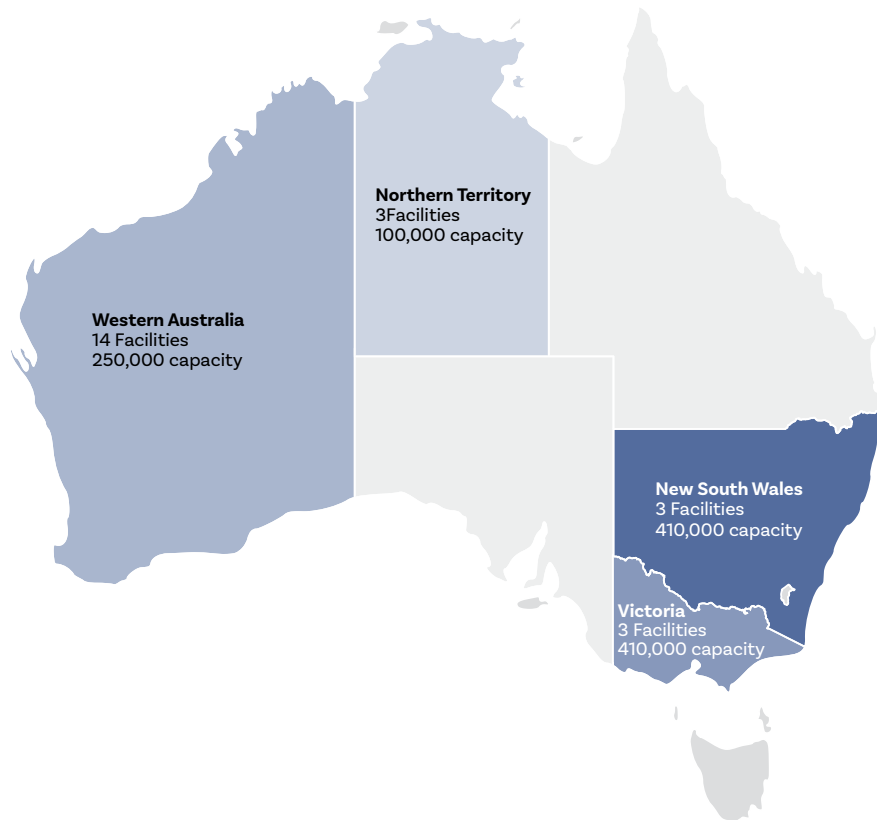 Northern Territory
3Facilities
100,000 capacity
Western Australia
14 Facilities
250,000 capacity
New South Wales
3 Facilities
410,000 capacity
Victoria
3 Facilities
410,000 capacity